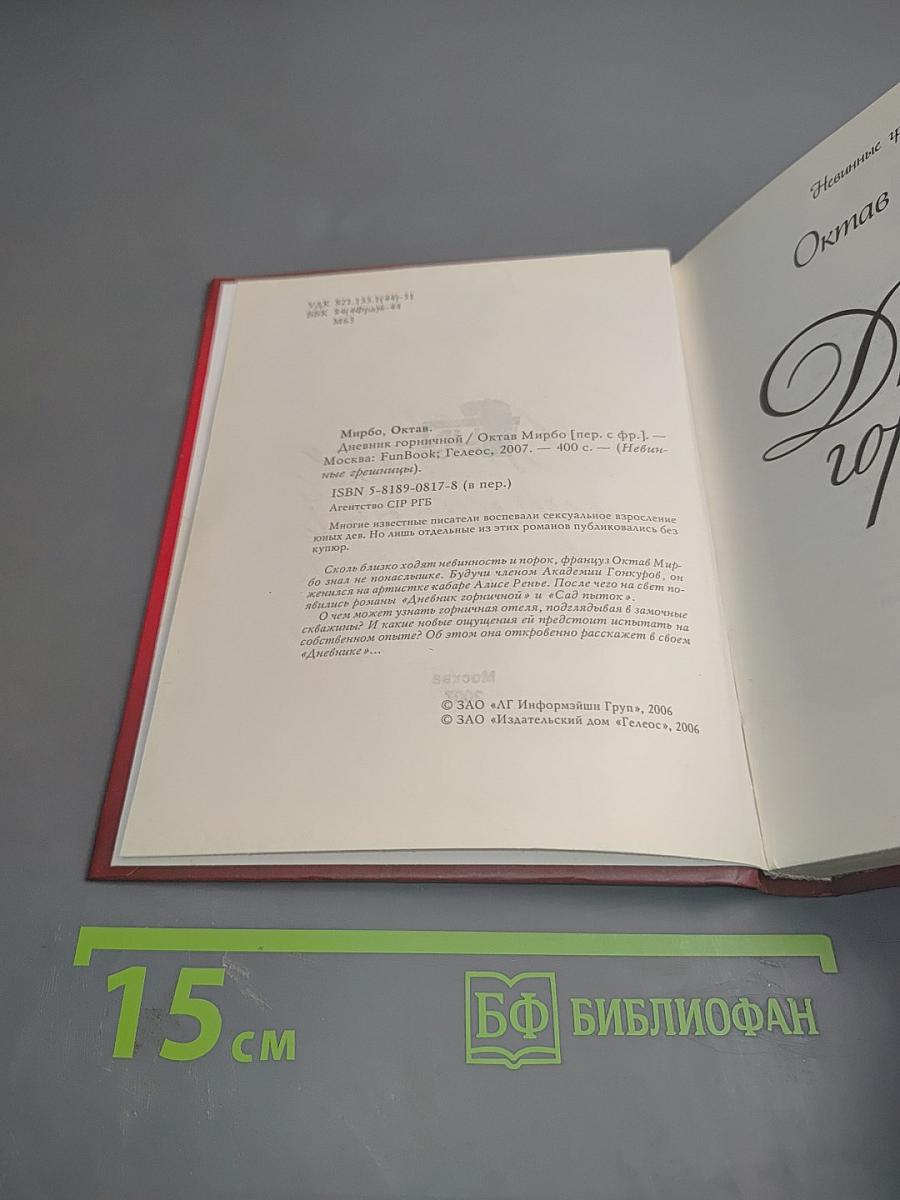 УДК 821.133.1(44)-31
ББК 84(4Фра)6-44
М63
Мирбо, Октав.
Дневник горничной / Октав Мирбо [пер. с фр.]. —
Москва: FunBook; Гелеос, 2007. — 400 с. — (Невин-
ные грешницы).
ISBN 5-8189-0817-8 (в пер.)
Агентство CIP РГБ
Многие известные писатели воспевали сексуальное взросление
юных дев. Но лишь отдельные из этих романов публиковались без
купюр.
Сколь близко ходят невинность и порок, француз Октав Мир-
бо знал не понаслышке. Будучи членом Академии Гонкуров, он
женился на артистке кабаре Алисе Ренье. После чего на свет по-
явились романы «Дневник горничной» и «Сад пыток».
О чем может узнать горничная отеля, подглядывая в замочные
скважины? И какие новые ощущения ей предстоит испытать на
собственном опыте? Об этом она откровенно расскажет в своем
«Дневнике»...
Москва
2007
© ЗАО «ЛГ Информэйшн Груп», 2006
© ЗАО «Издательский дом «Гелеос», 2006
Невинные
Октав
15 см
БФ БИБЛИОФАН